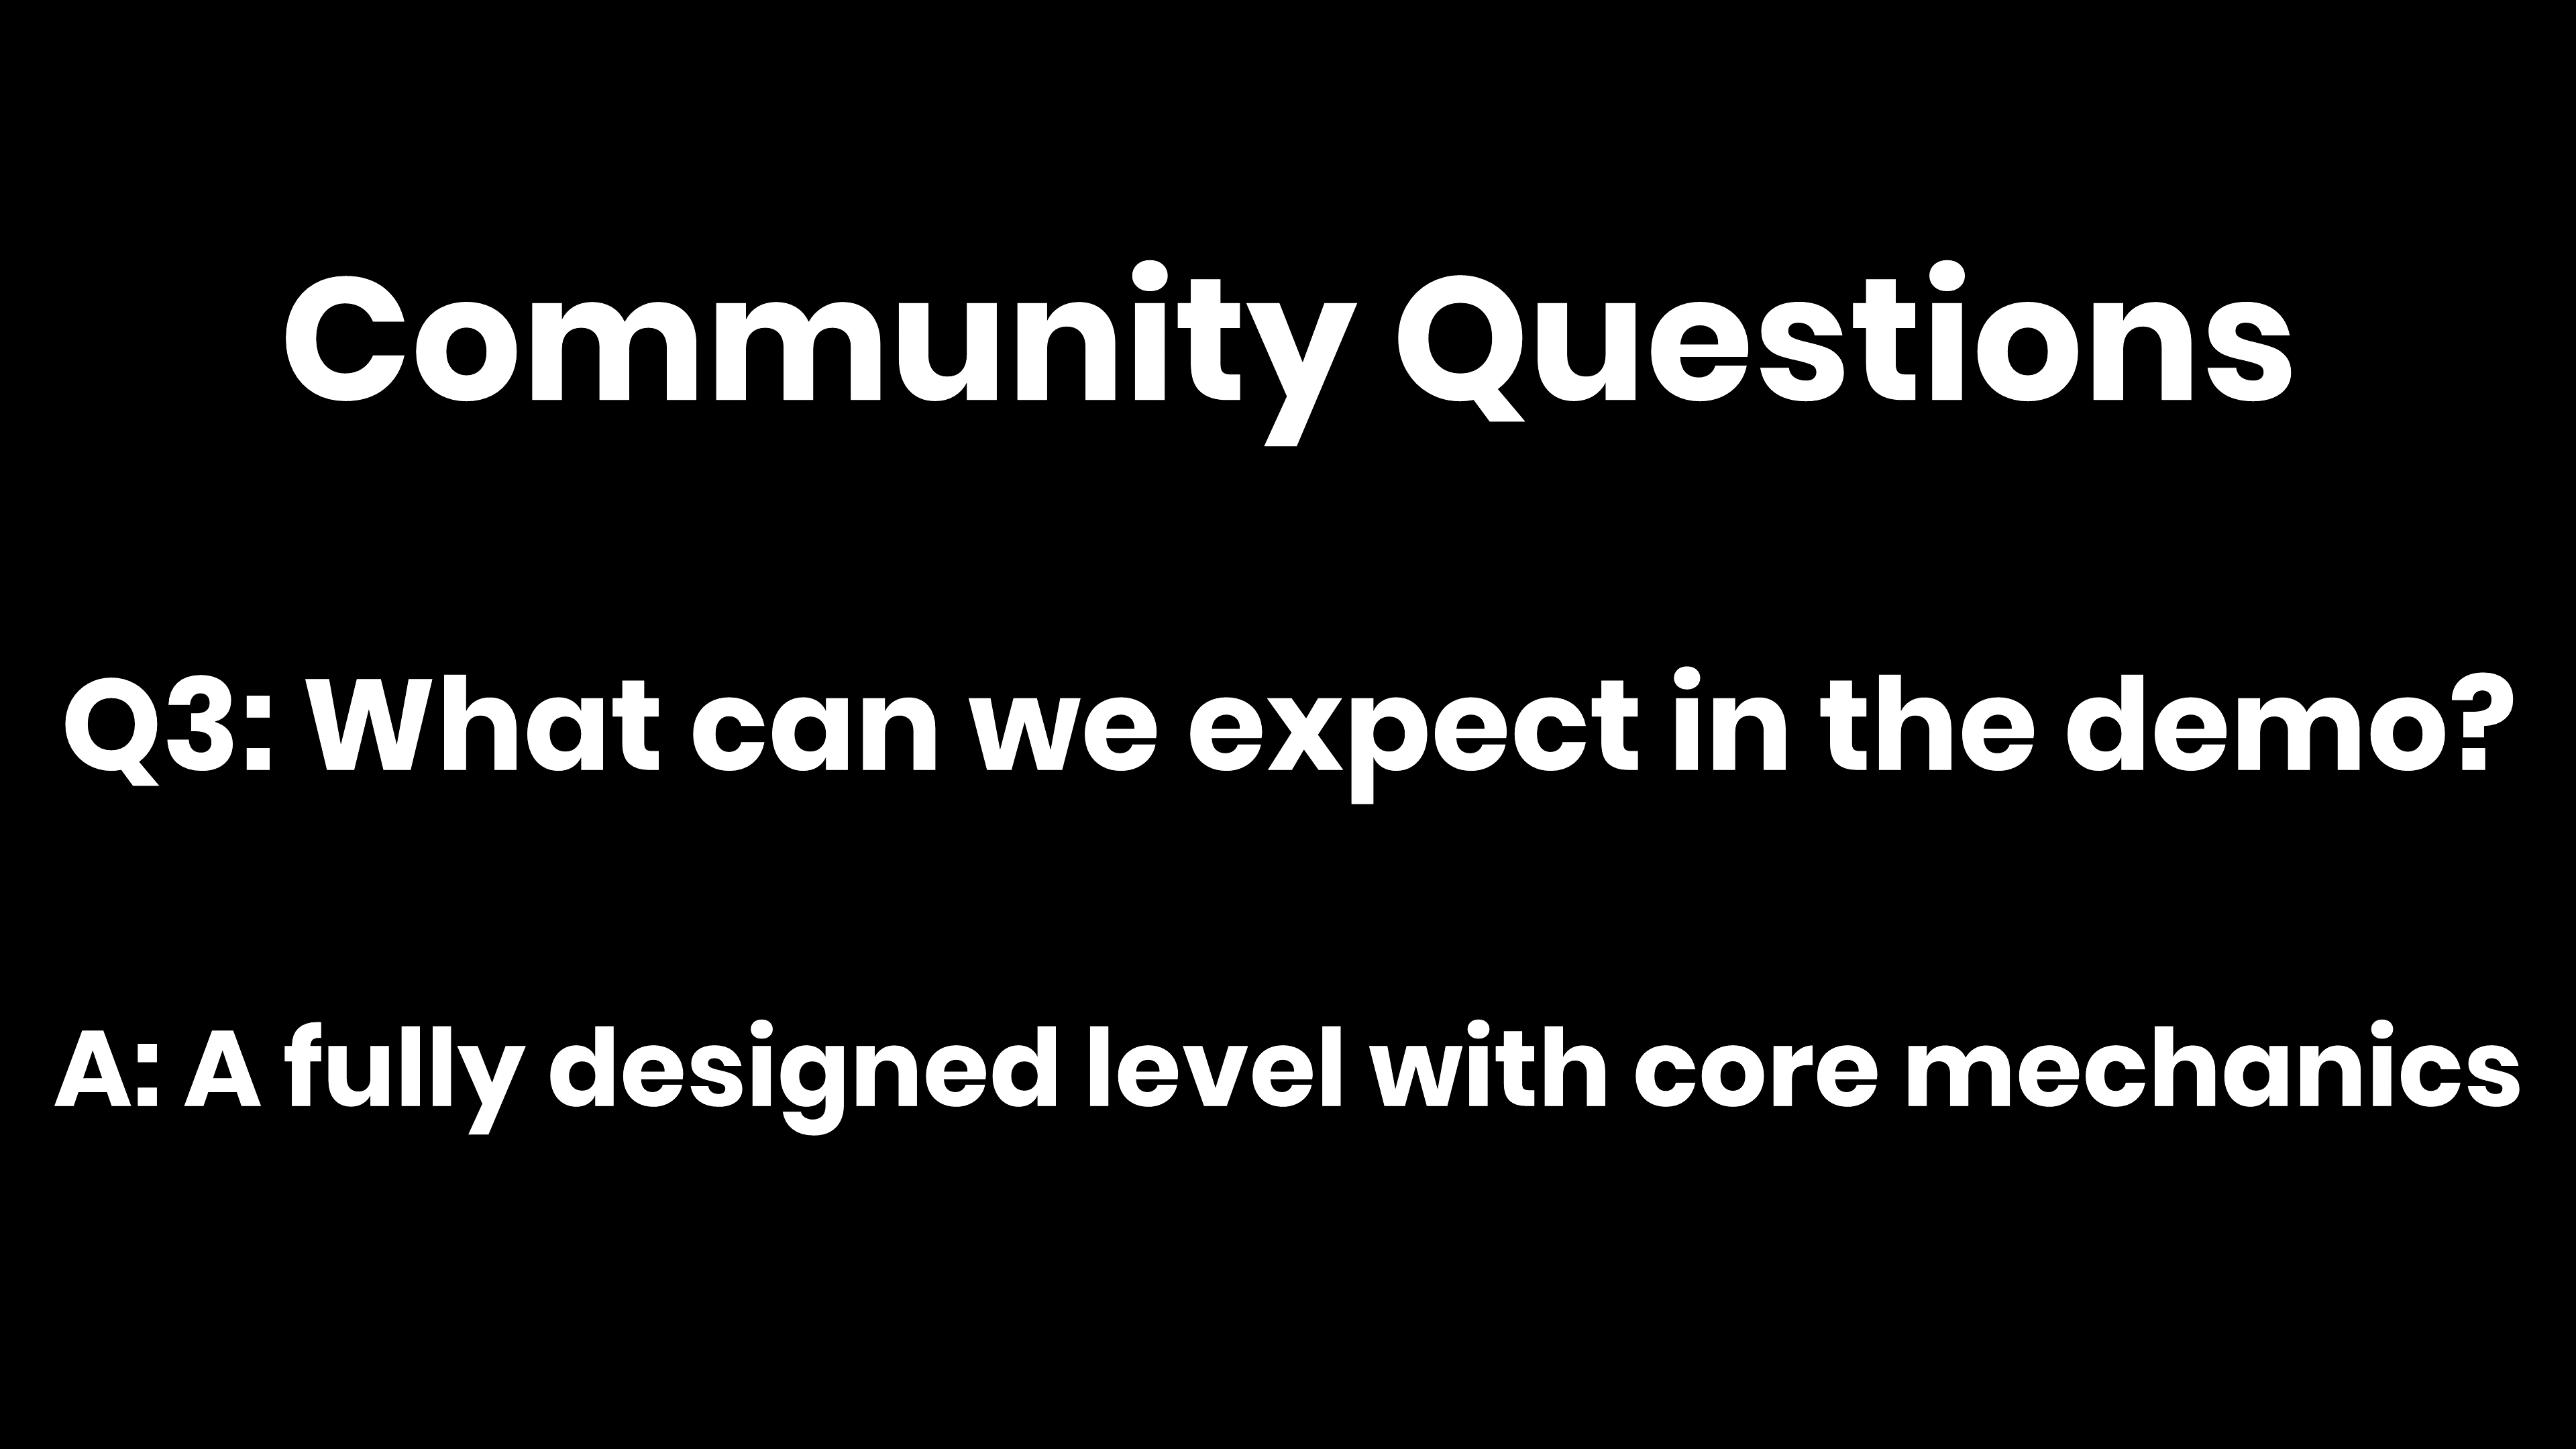 Community Questions
Q3: What can we expect in the demo?
A: A fully designed level with core mechanics